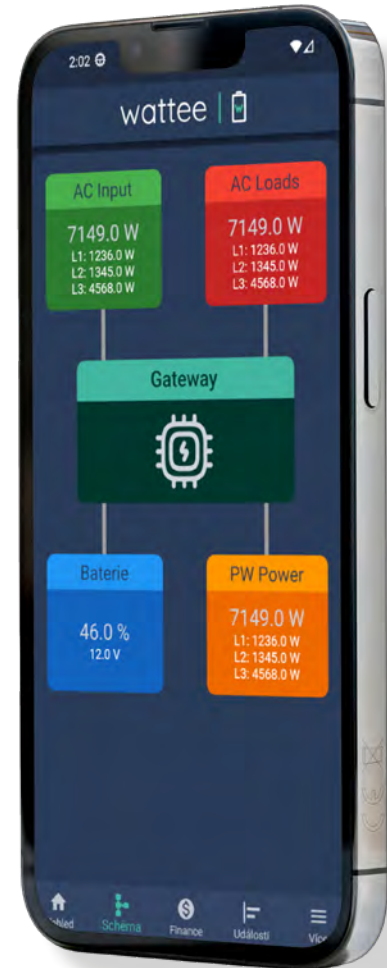 2:02
wattee
AC Input
7149.0 W
L1: 1236.0 W
L2: 1345.0 W
L3: 4568.0 W
AC Loads
7149.0 W
L1: 1236.0 W
L2: 1345.0 W
L3: 4568.0 W
Gateway
Baterie
46.0 %
12.0 V
PW Power
7149.0 W
L1: 1236.0 W
L2: 1345.0 W
L3: 4568.0 W
Schéma
Finance
Události
Více